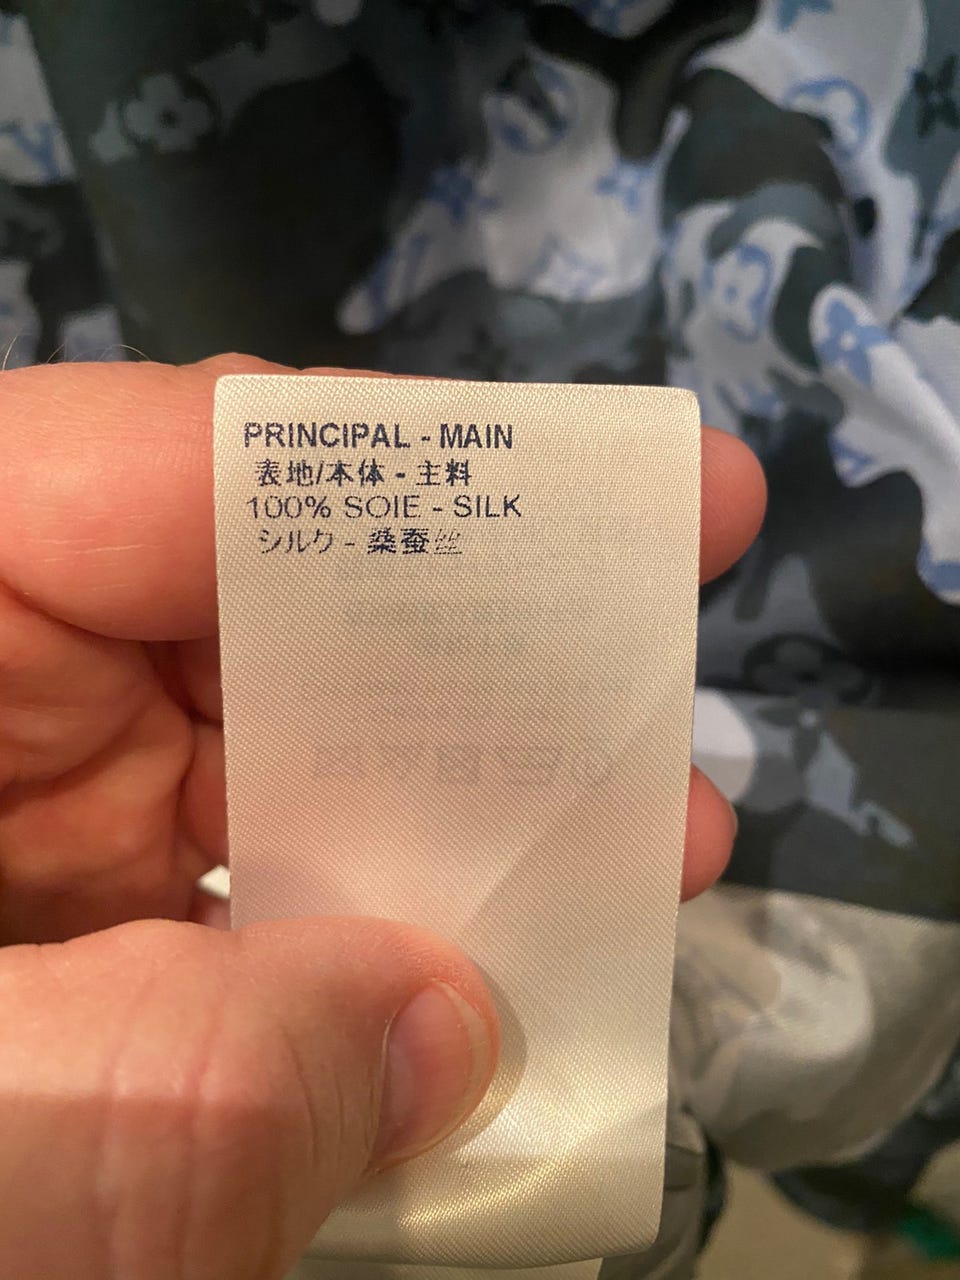 PRINCIPAL - MAIN
表地/本体 - 主料
100% SOIE - SILK
シルク - 桑蚕丝